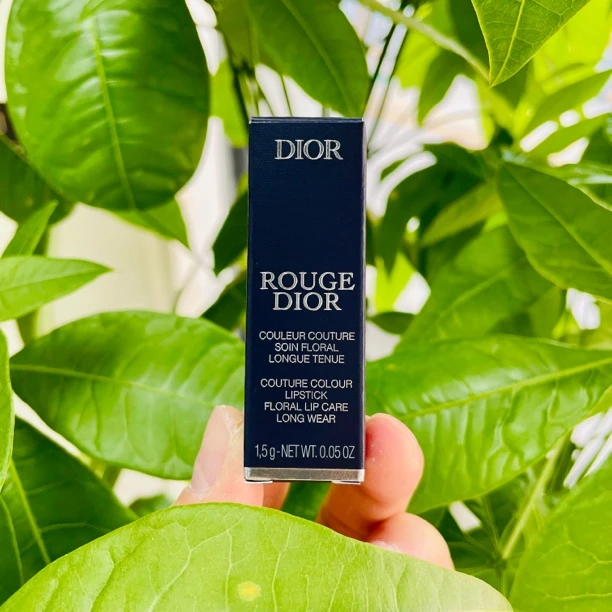 DIOR
ROUGE
DIOR
COULEUR COUTURE
SOIN FLORAL
LONGUE TENUE
COUTURE COLOUR
LIPSTICK
FLORAL LIP CARE
LONG WEAR
1,5 g - NET WT. 0.05 OZ